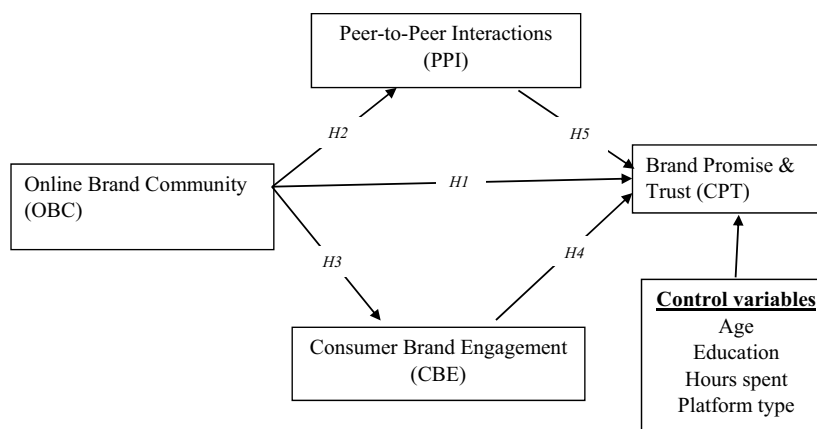 Peer-to-Peer Interactions
(PPI)
H2
H5
Online Brand Community
(OBC)
H1
Brand Promise &
Trust (CPT)
H3
H4
Consumer Brand Engagement
(CBE)
Control variables
Age
Education
Hours spent
Platform type